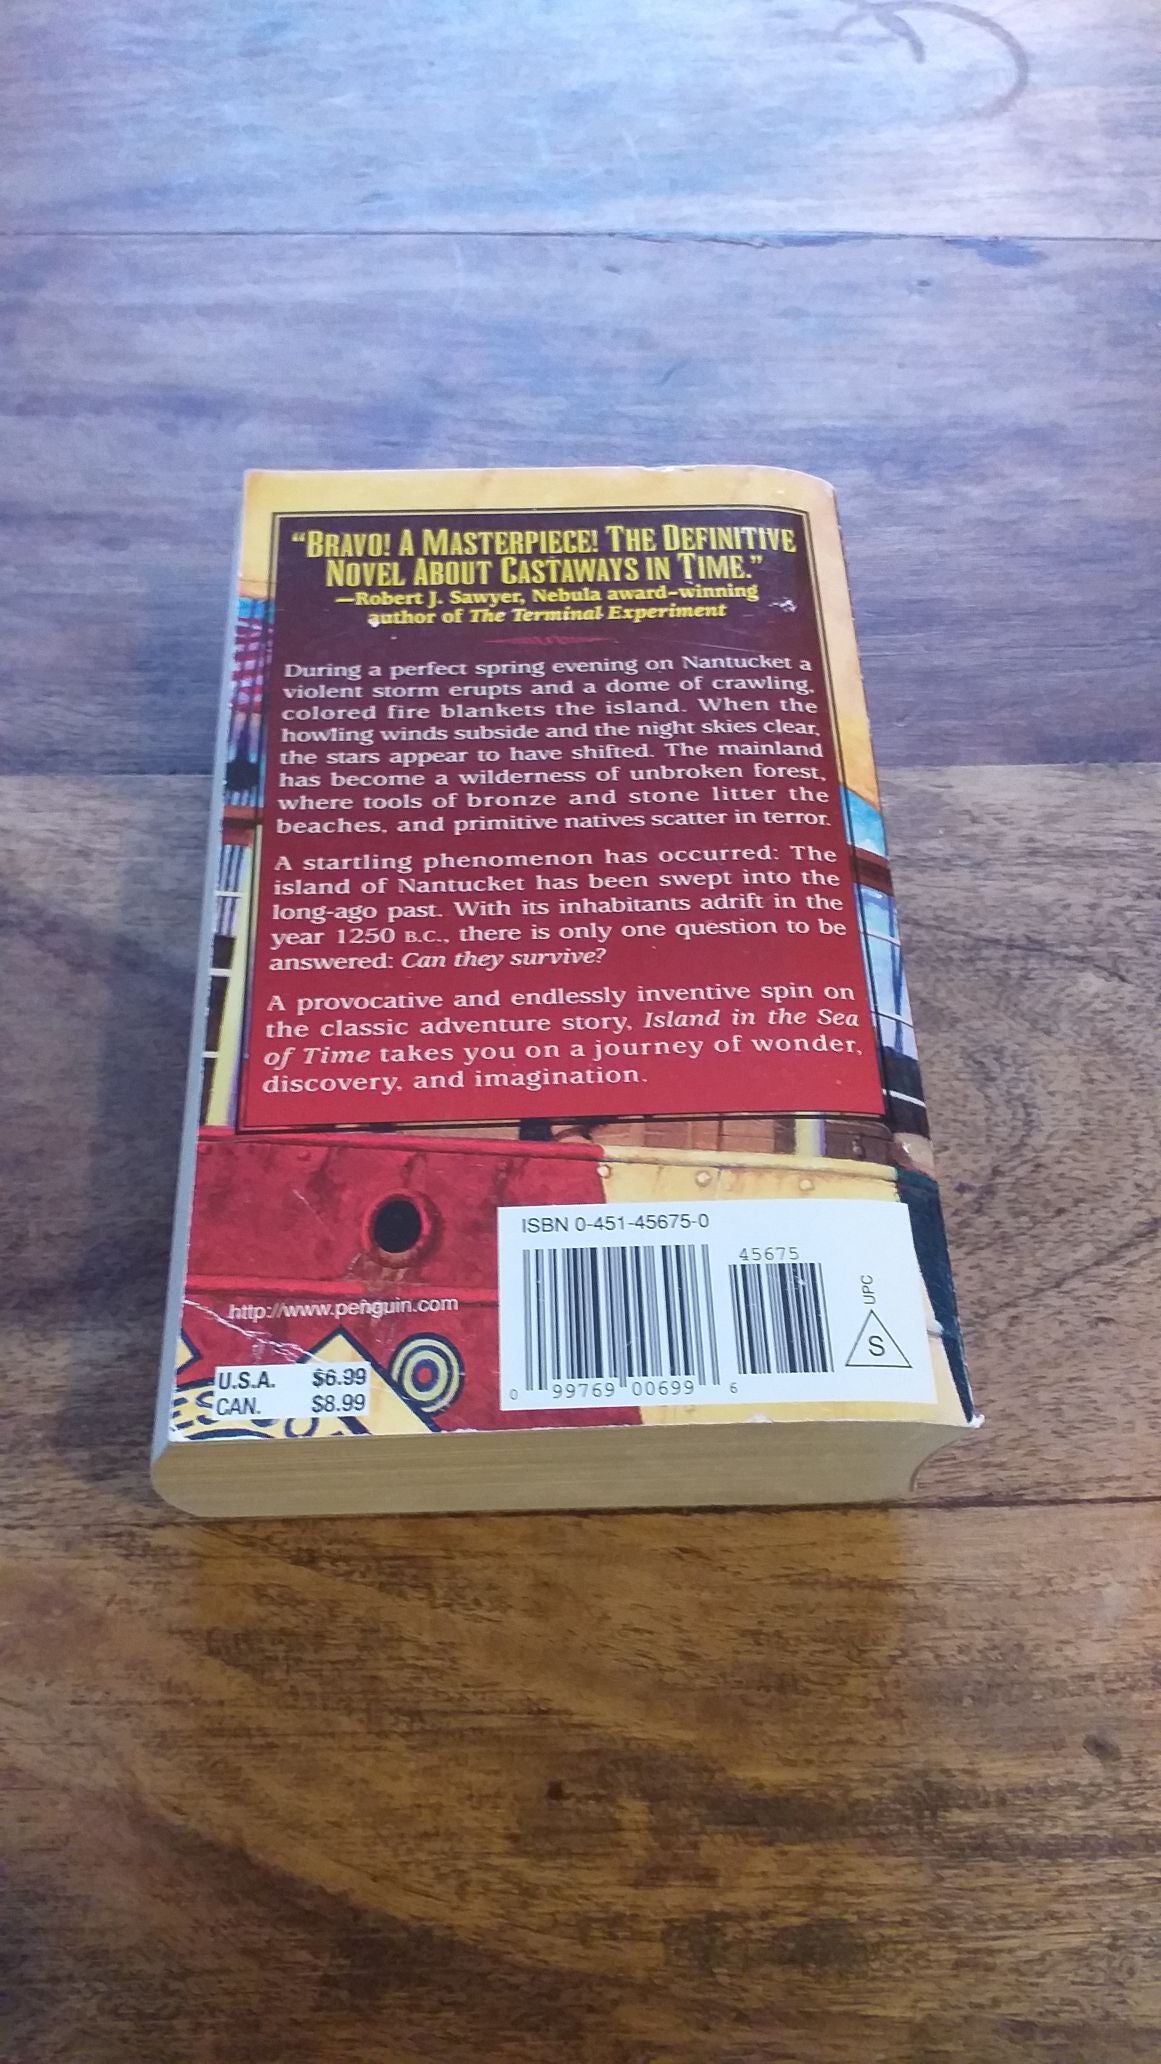 "BRAVO! A MASTERPIECE! THE DEFINITIVE
NOVEL ABOUT CASTAWAYS IN TIME."
—Robert J. Sawyer, Nebula award-winning
author of The Terminal Experiment
During a perfect spring evening on Nantucket a
violent storm erupts and a dome of crawling,
colored fire blankets the island. When the
howling winds subside and the night skies clear,
the stars appear to have shifted. The mainland
has become a wilderness of unbroken forest,
where tools of bronze and stone litter the
beaches, and primitive natives scatter in terror.
A startling phenomenon has occurred: The
island of Nantucket has been swept into the
long-ago past. With its inhabitants adrift in the
year 1250 B.C., there is only one question to be
answered: Can they survive?
A provocative and endlessly inventive spin on
the classic adventure story, Island in the Sea
of Time takes you on a journey of wonder,
discovery, and imagination.
ISBN 0-451-45675-0
45675
0 99769 00699 6
UPC
S
http://www.penguin.com
U.S.A. $6.99
CAN. $8.99